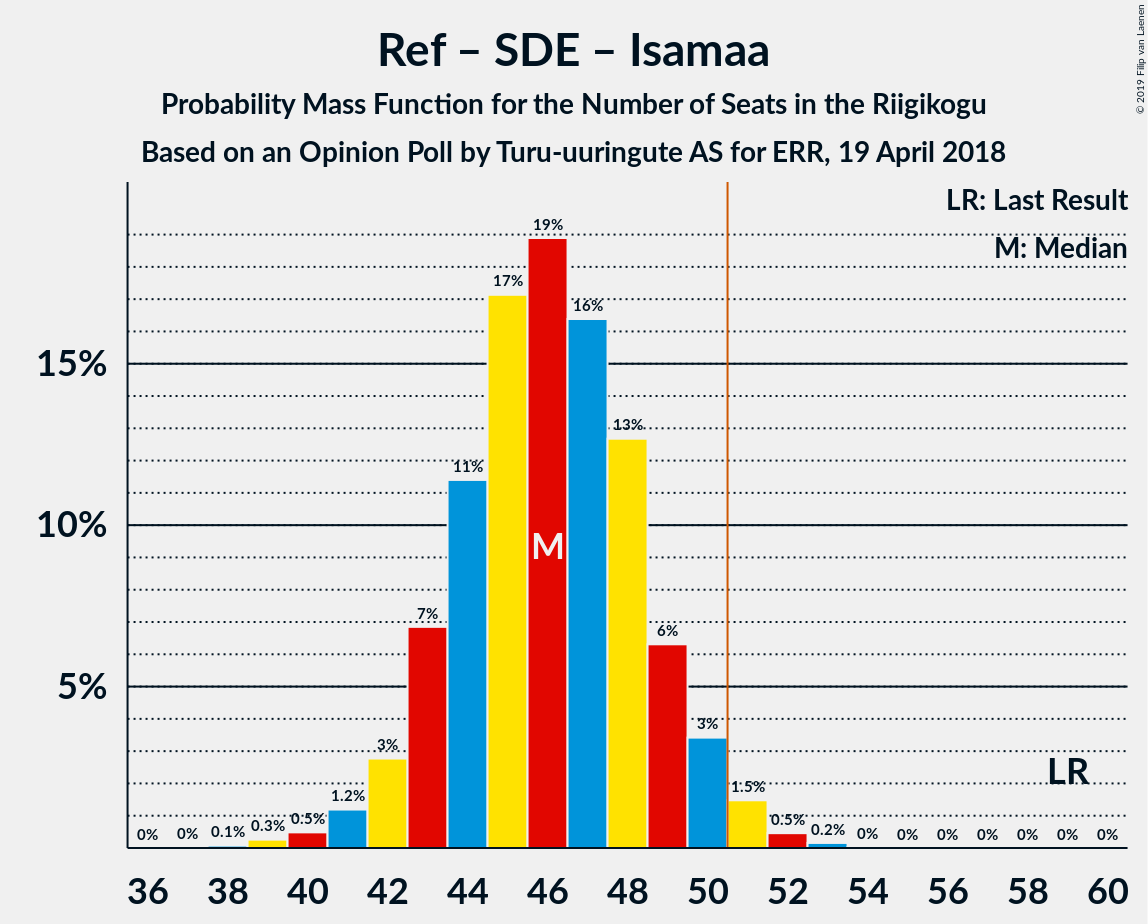 Ref – SDE – Isamaa
Probability Mass Function for the Number of Seats in the Riigikogu
Based on an Opinion Poll by Turu-uuringute AS for ERR, 19 April 2018
© 2019 Filip van Laenen
LR: Last Result
M: Median
15%
10%
5%
0% 0% 0.1% 0.3% 0.5% 1.2% 3% 7% 11% 17% 19% 16% 13% 6% 3% 1.5% 0.5% 0.2% 0% 0% 0% 0% 0% 0% 0%
M
LR
36 38 40 42 44 46 48 50 52 54 56 58 60